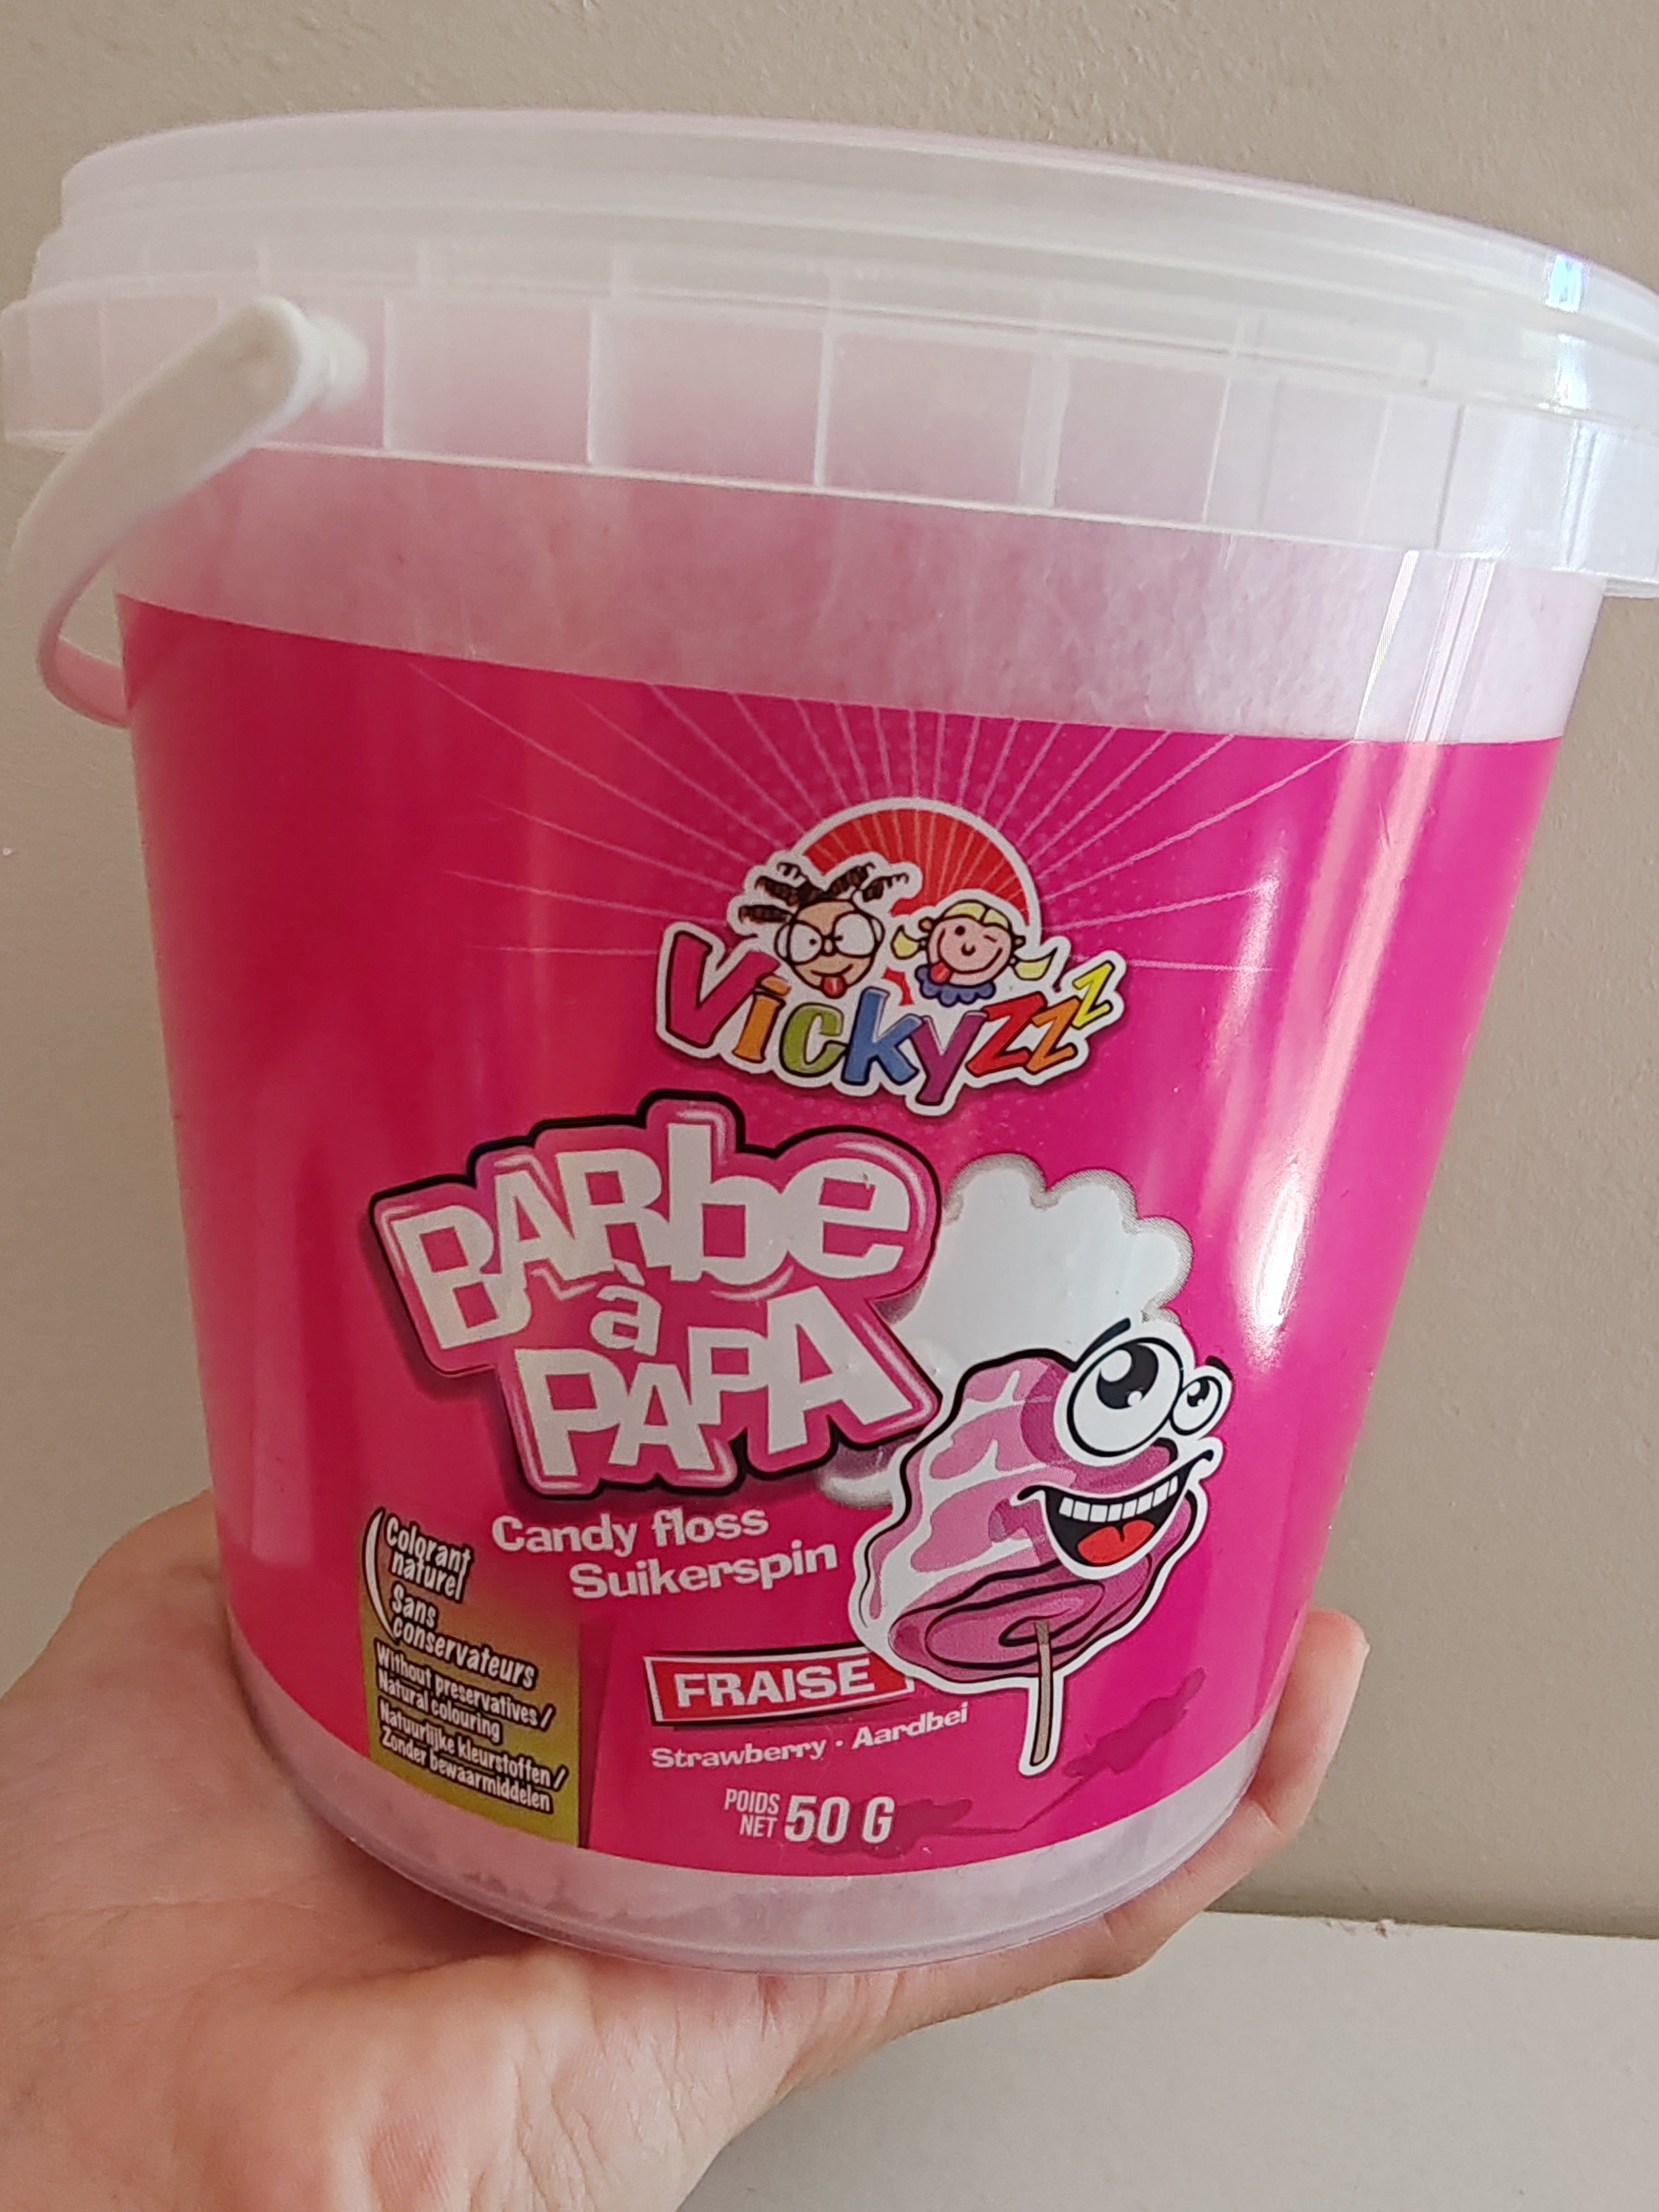 Vickyzzz
BARbe
à
PAPA
Candy floss
Suikerspin
Colorant
naturel
Sans
conservateurs
Without preservatives/
Natural colouring
Natuurlijke kleurstoffen/
Zonder bewaarmiddelen
FRAISE
Strawberry · Aardbei
POIDS
NET 50 G